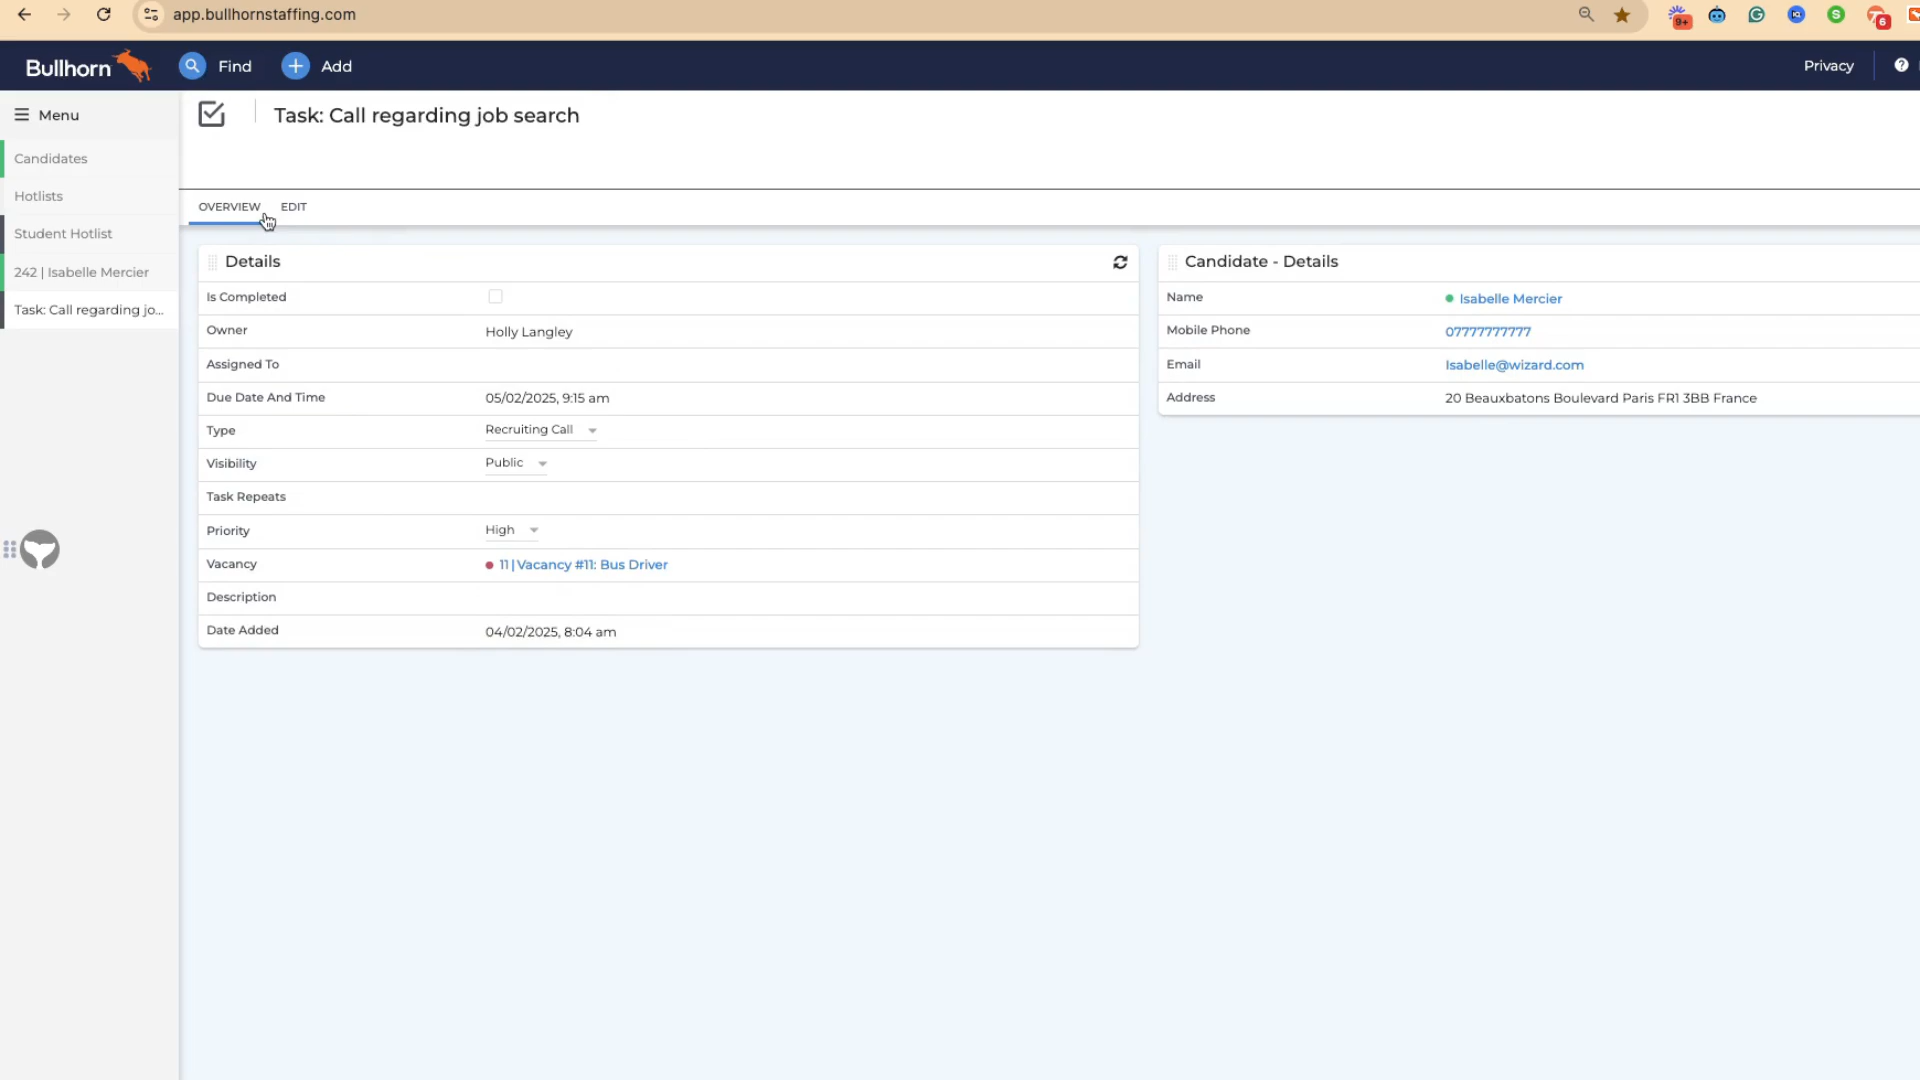 app.bullhornstaffing.com
9+
6
Bullhorn
Find
Add
Privacy
Menu
Candidates
Hotlists
Student Hotlist
242 | Isabelle Mercier
Task: Call regarding jo...
Task: Call regarding job search
OVERVIEW
EDIT
Details
Is Completed
Owner
Holly Langley
Assigned To
Due Date And Time
05/02/2025, 9:15 am
Type
Recruiting Call
Visibility
Public
Task Repeats
Priority
High
Vacancy
11 | Vacancy #11: Bus Driver
Description
Date Added
04/02/2025, 8:04 am
Candidate - Details
Name
Isabelle Mercier
Mobile Phone
07777777777
Email
Isabelle@wizard.com
Address
20 Beauxbatons Boulevard Paris FR1 3BB France